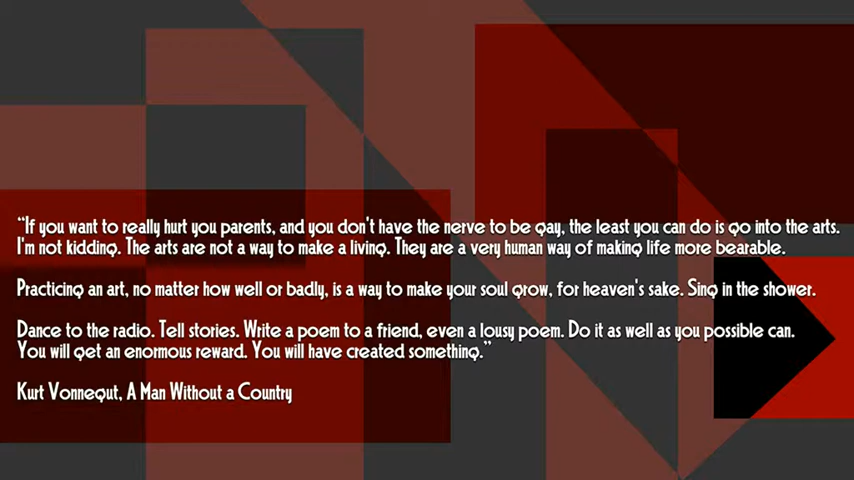 “If you want to really hurt you parents, and you don't have the nerve to be gay, the least you can do is go into the arts.
I'm not kidding. The arts are not a way to make a living. They are a very human way of making life more bearable.
Practicing an art, no matter how well or badly, is a way to make your soul grow, for heaven's sake. Sing in the shower.
Dance to the radio. Tell stories. Write a poem to a friend, even a lousy poem. Do it as well as you possible can.
You will get an enormous reward. You will have created something.”
Kurt Vonnegut, A Man Without a Country